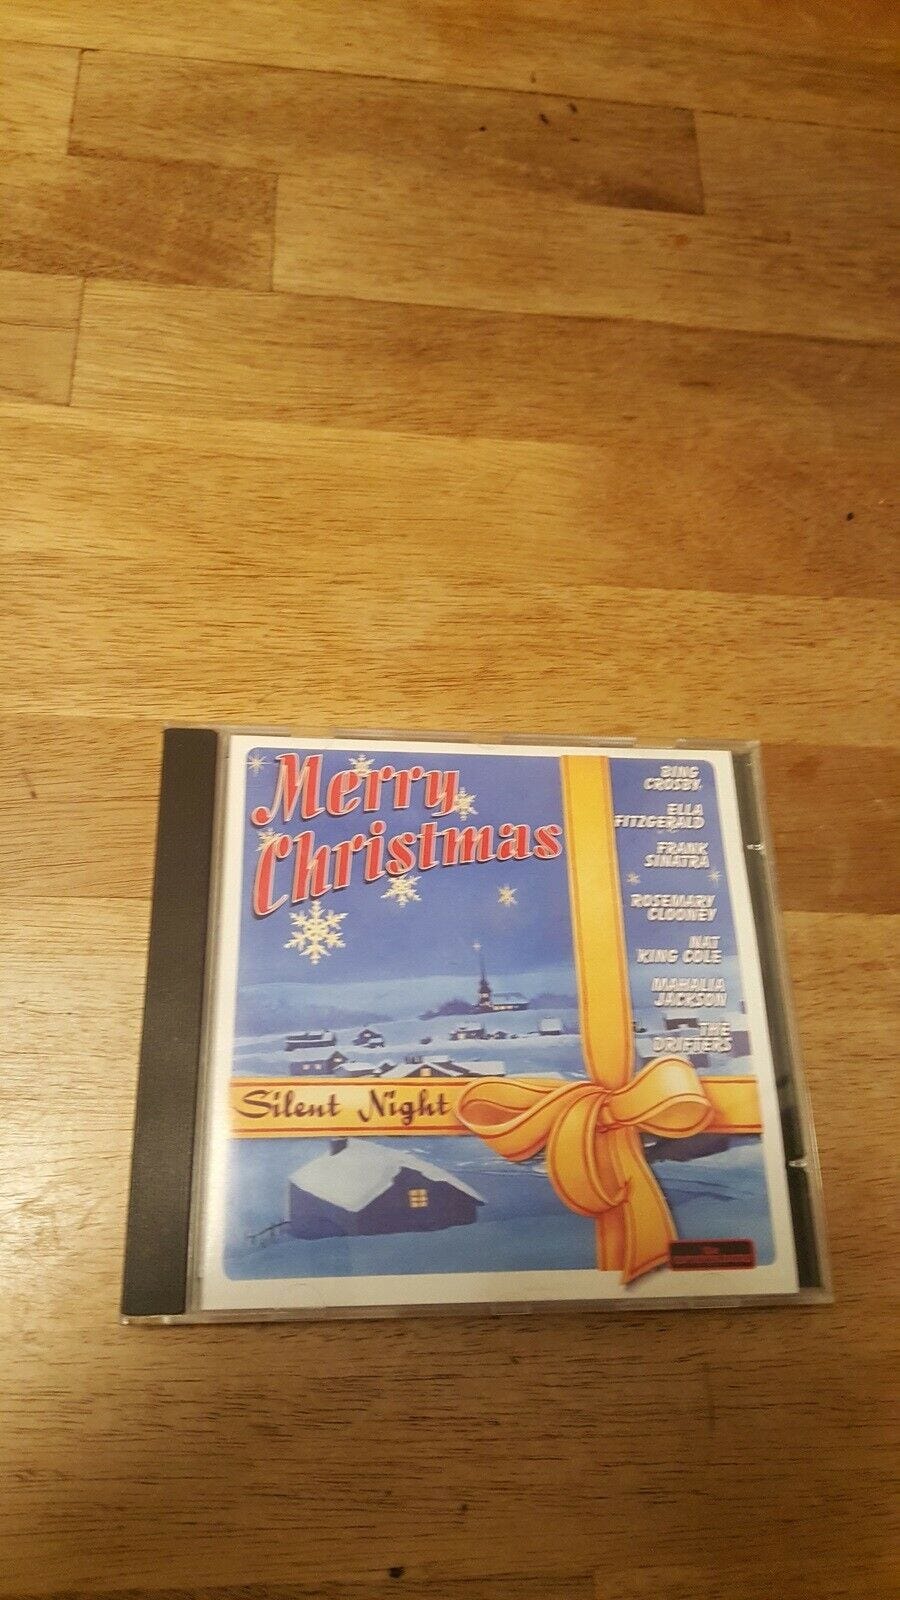 Merry
Christmas
BING
CROSBY
ELLA
FITZGERALD
FRANK
SINATRA
ROSEMARY
CLOONEY
NAT
KING COLE
MAHALIA
JACKSON
THE
DRIFTERS
Silent Night